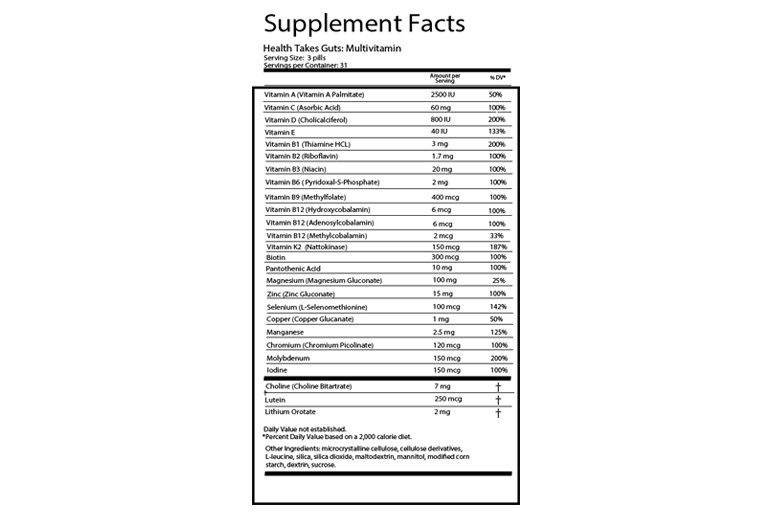 Supplement Facts
Health Takes Guts: Multivitamin
Serving Size: 3 pills
Servings per Container: 31
Amount per Serving % DV*
Vitamin A (Vitamin A Palmitate) 2500 IU 50%
Vitamin C (Asorbic Acid) 60 mg 100%
Vitamin D (Cholicalciferol) 800 IU 200%
Vitamin E 40 IU 133%
Vitamin B1 (Thiamine HCL) 3 mg 200%
Vitamin B2 (Riboflavin) 1.7 mg 100%
Vitamin B3 (Niacin) 20 mg 100%
Vitamin B6 ( Pyridoxal-5-Phosphate) 2 mg 100%
Vitamin B9 (Methylfolate) 400 mcg 100%
Vitamin B12 (Hydroxycobalamin) 6 mcg 100%
Vitamin B12 (Adenosylcobalamin) 6 mcg 100%
Vitamin B12 (Methylcobalamin) 2 mcg 33%
Vitamin K2 (Nattokinase) 150 mcg 187%
Biotin 300 mcg 100%
Pantothenic Acid 10 mg 100%
Magnesium (Magnesium Gluconate) 100 mg 25%
Zinc (Zinc Gluconate) 15 mg 100%
Selenium (L-Selenomethionine) 100 mcg 142%
Copper (Copper Glucanate) 1 mg 50%
Manganese 2.5 mg 125%
Chromium (Chromium Picolinate) 120 mcg 100%
Molybdenum 150 mcg 200%
Iodine 150 mcg 100%
Choline (Choline Bitartrate) 7 mg †
Lutein 250 mcg †
Lithium Orotate 2 mg †
Daily Value not established.
*Percent Daily Value based on a 2,000 calorie diet.
Other Ingredients: microcrystalline cellulose, cellulose derivatives,
L-leucine, silica, silica dioxide, maltodextrin, mannitol, modified corn
starch, dextrin, sucrose.